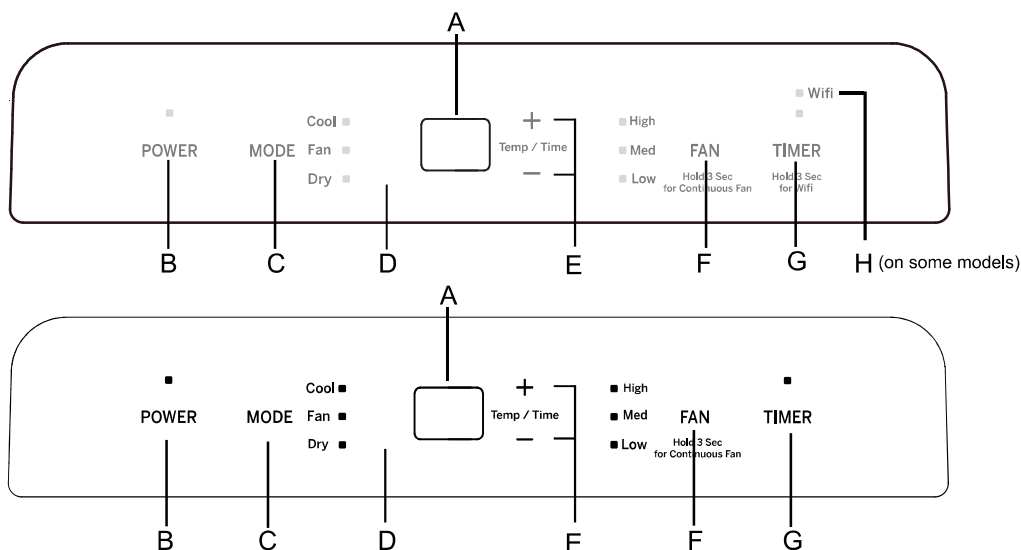 A
Wifi
Cool
+
High
POWER
MODE
Fan
Temp / Time
Med
FAN
TIMER
Dry
−
Low
Hold 3 Sec
for Continuous Fan
Hold 3 Sec
for Wifi
B
C
D
E
F
G
H (on some models)
A
Cool
+
High
POWER
MODE
Fan
Temp / Time
Med
FAN
TIMER
Dry
−
Low
Hold 3 Sec
for Continuous Fan
B
C
D
E
F
G